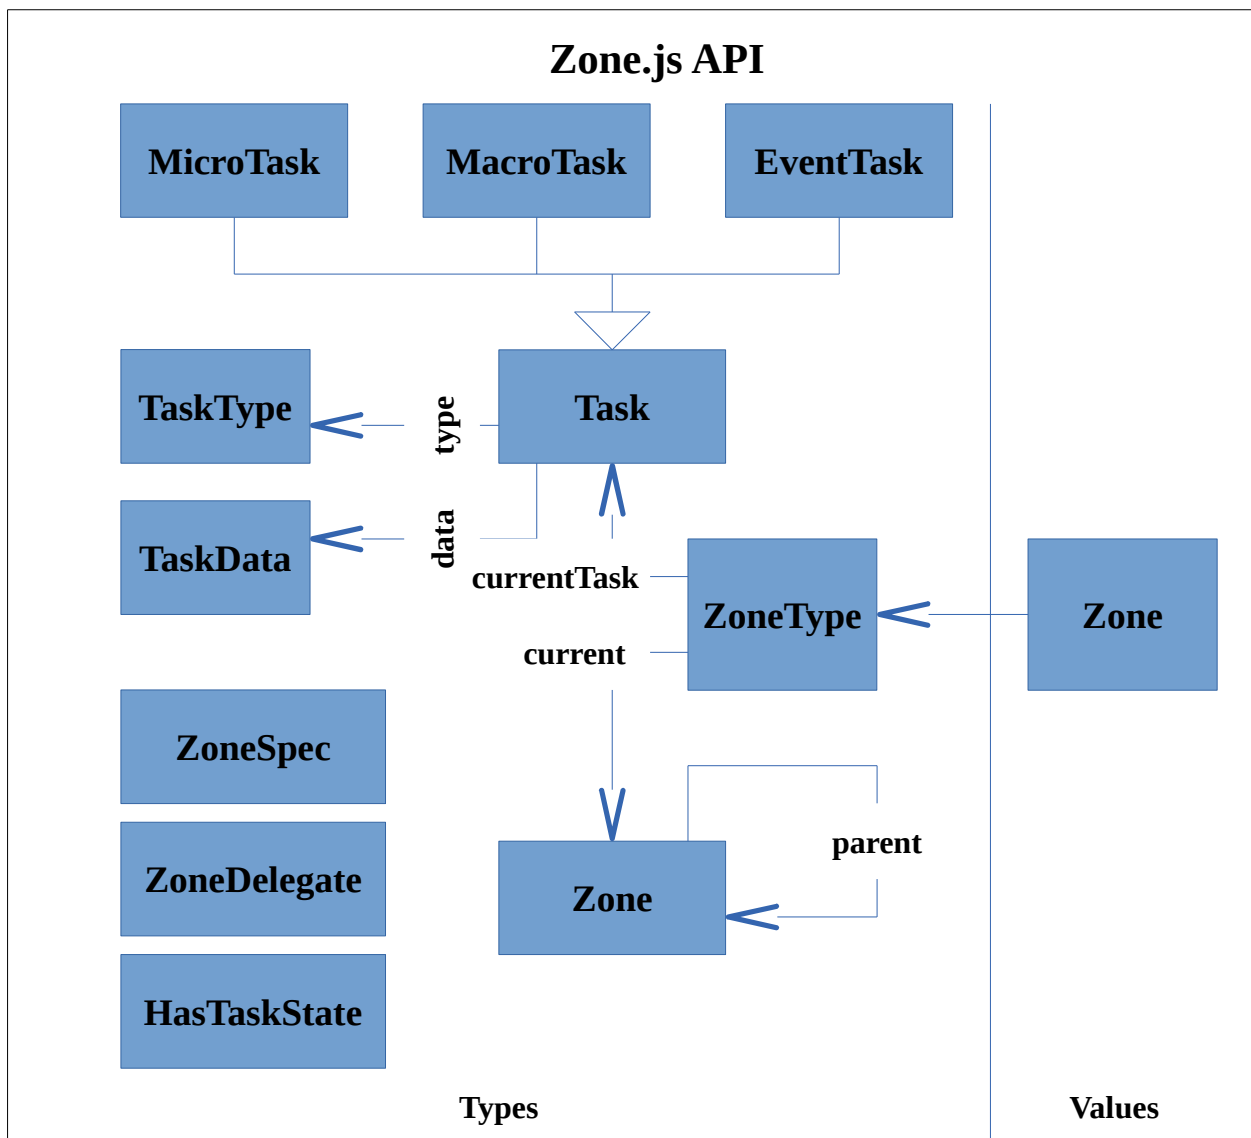 Zone.js API
MicroTask
MacroTask
EventTask
TaskType
type
Task
TaskData
data
currentTask
current
ZoneType
Zone
ZoneSpec
ZoneDelegate
HasTaskState
Zone
parent
Types
Values